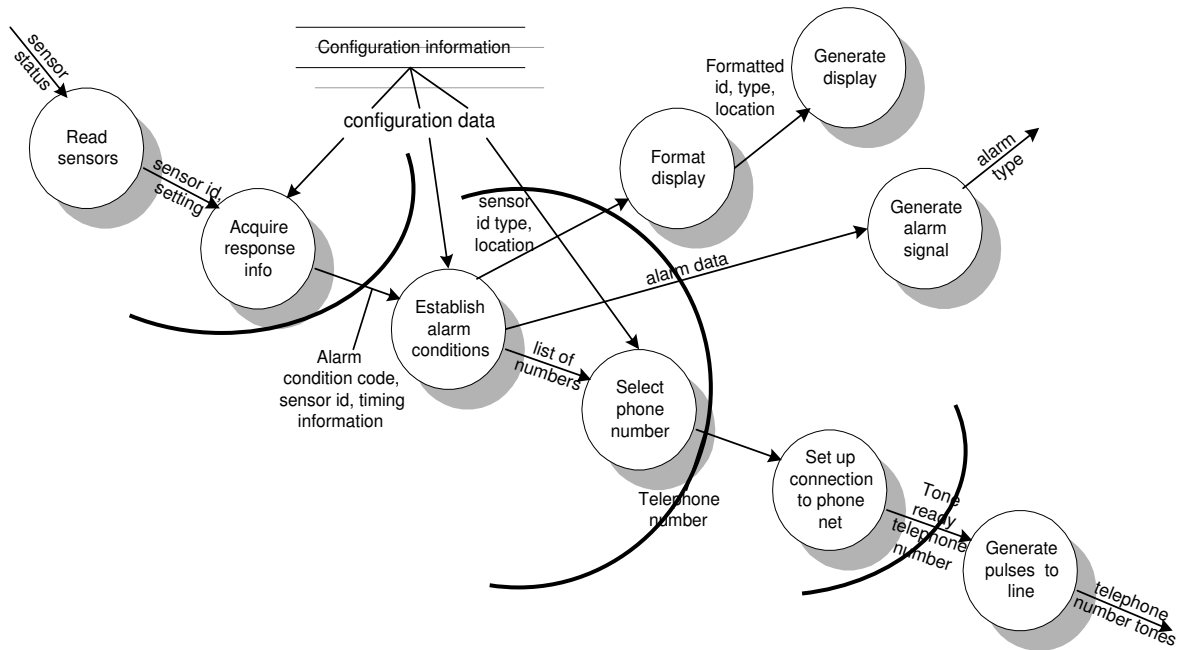 sensor
status
Configuration information
configuration data
Read
sensors
sensor id,
setting
Acquire
response
info
Alarm
condition code,
sensor id, timing
information
Establish
alarm
conditions
sensor
id type,
location
Format
display
Formatted
id, type,
location
Generate
display
alarm data
Generate
alarm
signal
alarm
type
list of
numbers
Select
phone
number
Telephone
number
Set up
connection
to phone
net
Tone
ready
telephone
number
Generate
pulses to
line
telephone
number tones